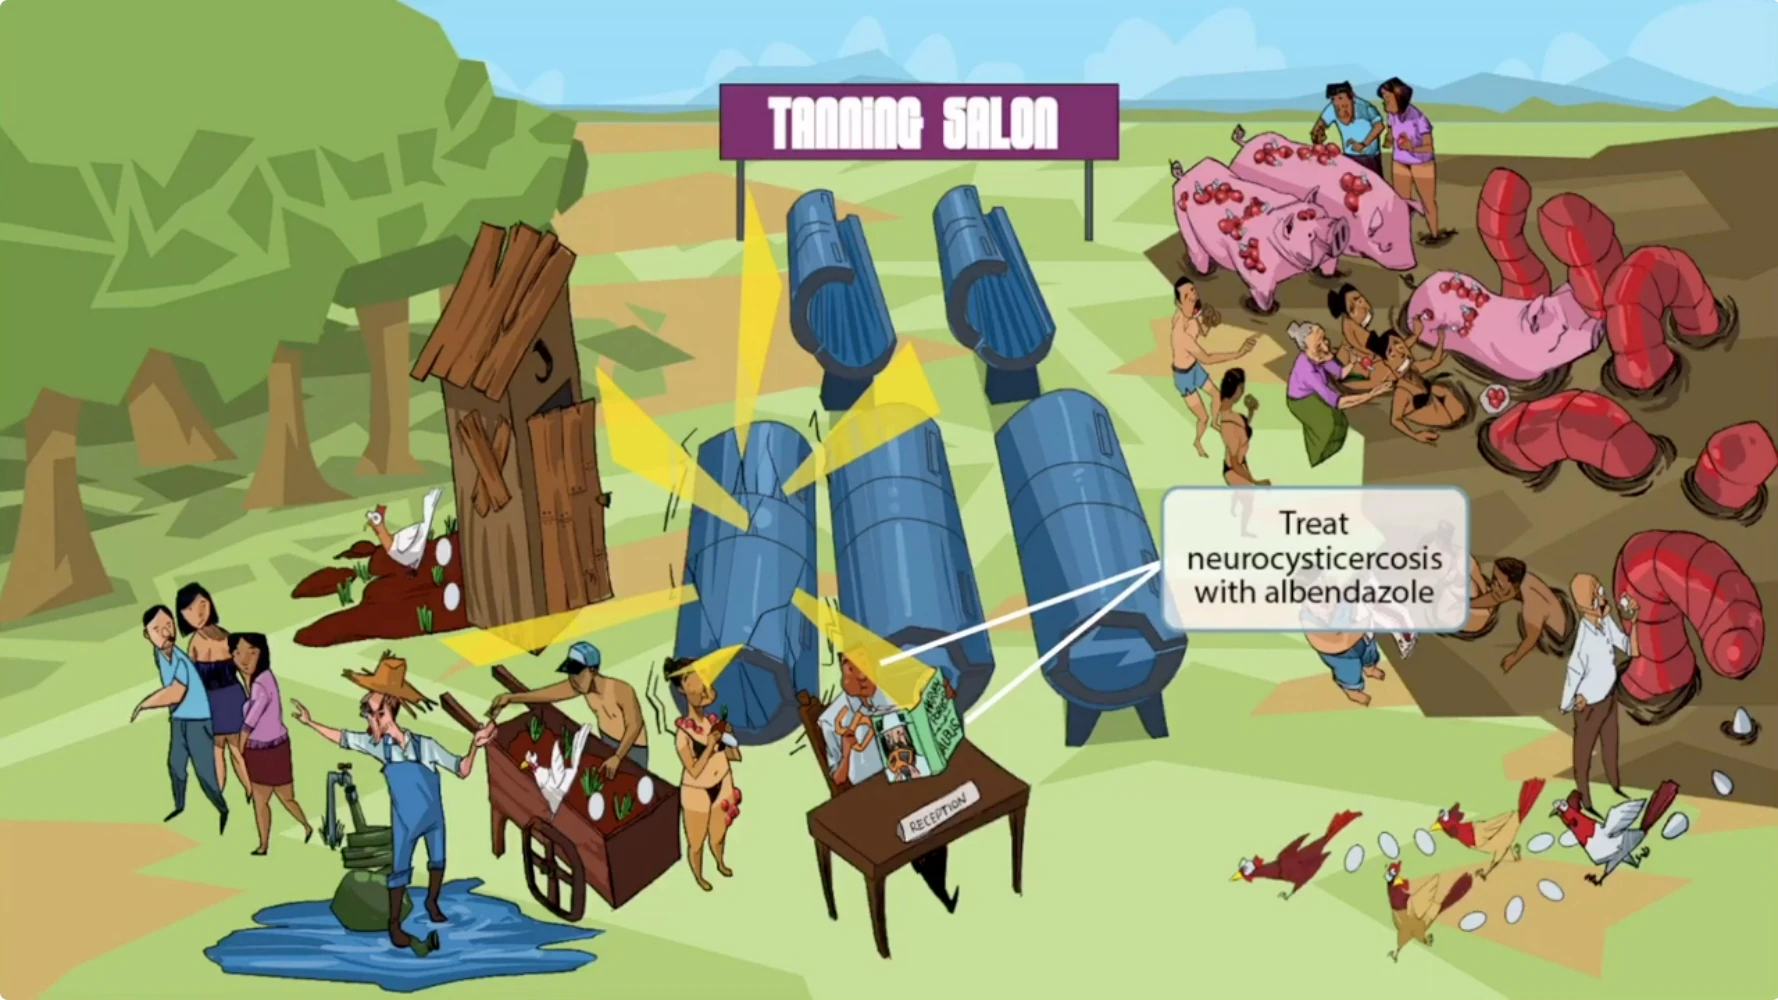 TANNING SALON
Treat
neurocysticercosis
with albendazole
RECEPTION